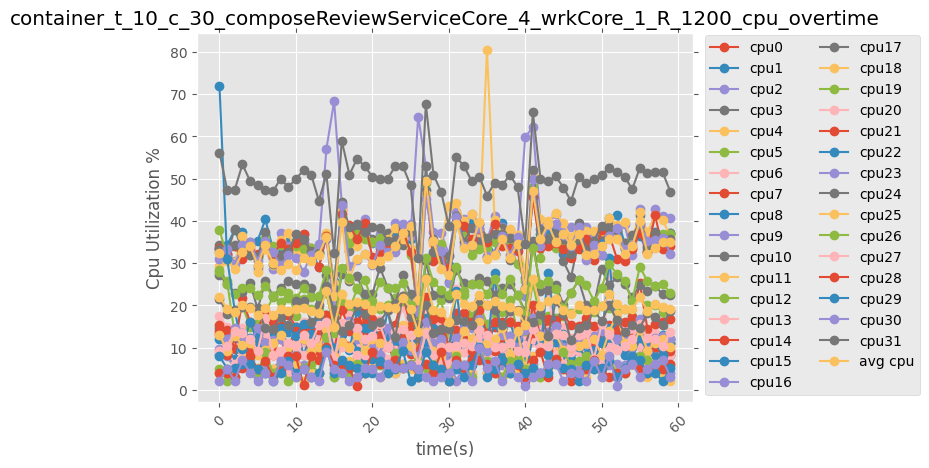 container_t_10_c_30_composeReviewServiceCore_4_wrkCore_1_R_1200_cpu_overtime
80
70
60
50
40
30
20
10
0
Cpu Utilization %
0
10
20
30
40
50
60
time(s)
cpu0
cpu1
cpu2
cpu3
cpu4
cpu5
cpu6
cpu7
cpu8
cpu9
cpu10
cpu11
cpu12
cpu13
cpu14
cpu15
cpu16
cpu17
cpu18
cpu19
cpu20
cpu21
cpu22
cpu23
cpu24
cpu25
cpu26
cpu27
cpu28
cpu29
cpu30
cpu31
avg cpu